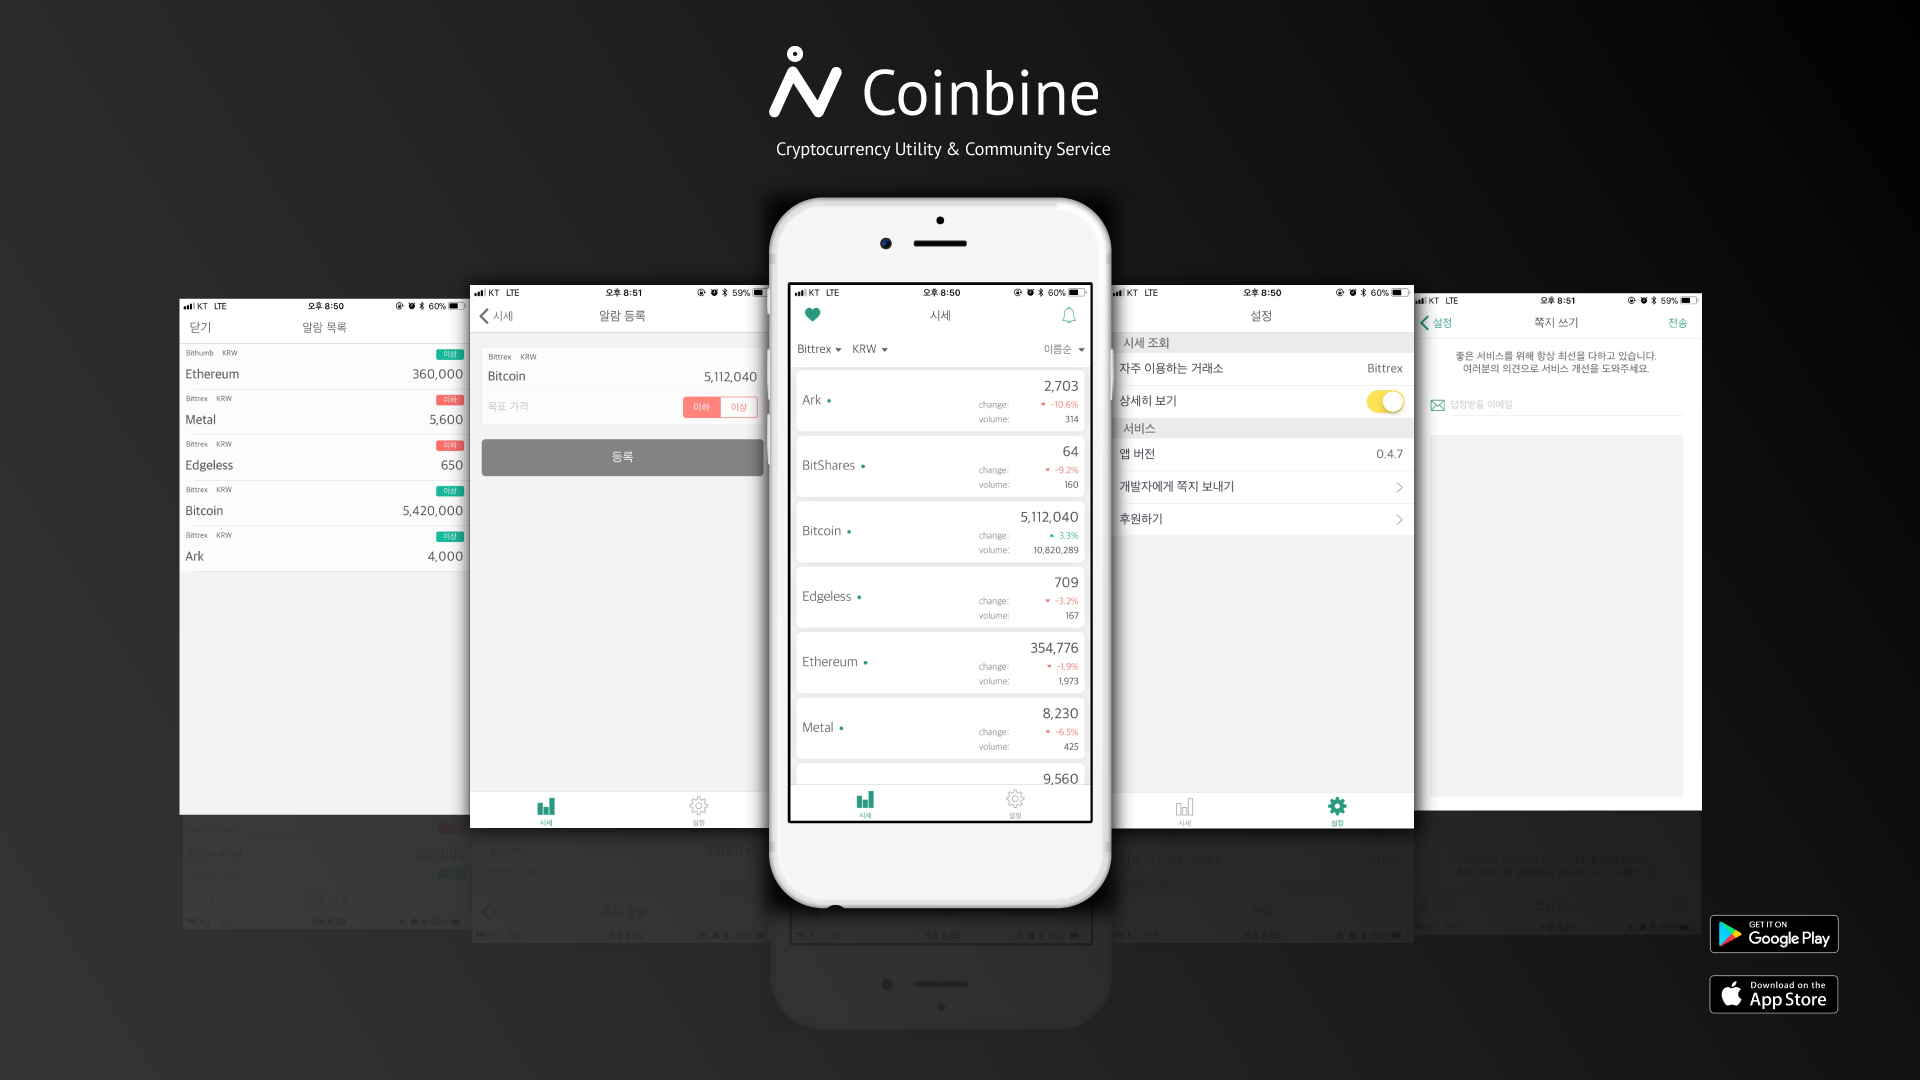 Coinbine
Cryptocurrency Utility & Community Service
KT LTE 오후 8:50 60%
닫기 알람 목록
Bithumb KRW 이상
Ethereum 360,000
Bittrex KRW 이하
Metal 5,600
Bittrex KRW 이하
Edgeless 650
Bittrex KRW 이상
Bitcoin 5,420,000
Bittrex KRW 이상
Ark 4,000
KT LTE 오후 8:51 59%
시세 알람 등록
Bittrex KRW
Bitcoin 5,112,040
목표 가격 이하 이상
등록
시세 설정
KT LTE 오후 8:50 60%
시세
Bittrex KRW 이름순
2,703
Ark change: -10.6%
volume: 314
64
BitShares change: -9.2%
volume: 160
5,112,040
Bitcoin change: 3.3%
volume: 10,820,289
709
Edgeless change: -3.2%
volume: 167
354,776
Ethereum change: -1.9%
volume: 1,973
8,230
Metal change: -6.5%
volume: 425
9,560
시세 설정
KT LTE 오후 8:50 60%
설정
시세 조회
자주 이용하는 거래소 Bittrex
상세히 보기
서비스
앱 버전 0.4.7
개발자에게 쪽지 보내기
후원하기
시세 설정
KT LTE 오후 8:51 59%
설정 쪽지 쓰기 전송
좋은 서비스를 위해 항상 최선을 다하고 있습니다.
여러분의 의견으로 서비스 개선을 도와주세요.
답장받을 이메일
GET IT ON
Google Play
Download on the
App Store